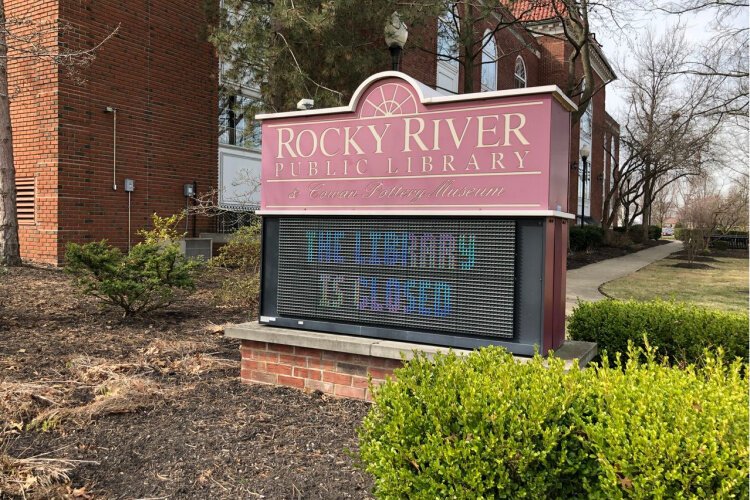 ROCKY RIVER
PUBLIC LIBRARY
& Cowan Pottery Museum
THE LIBRARY
IS CLOSED